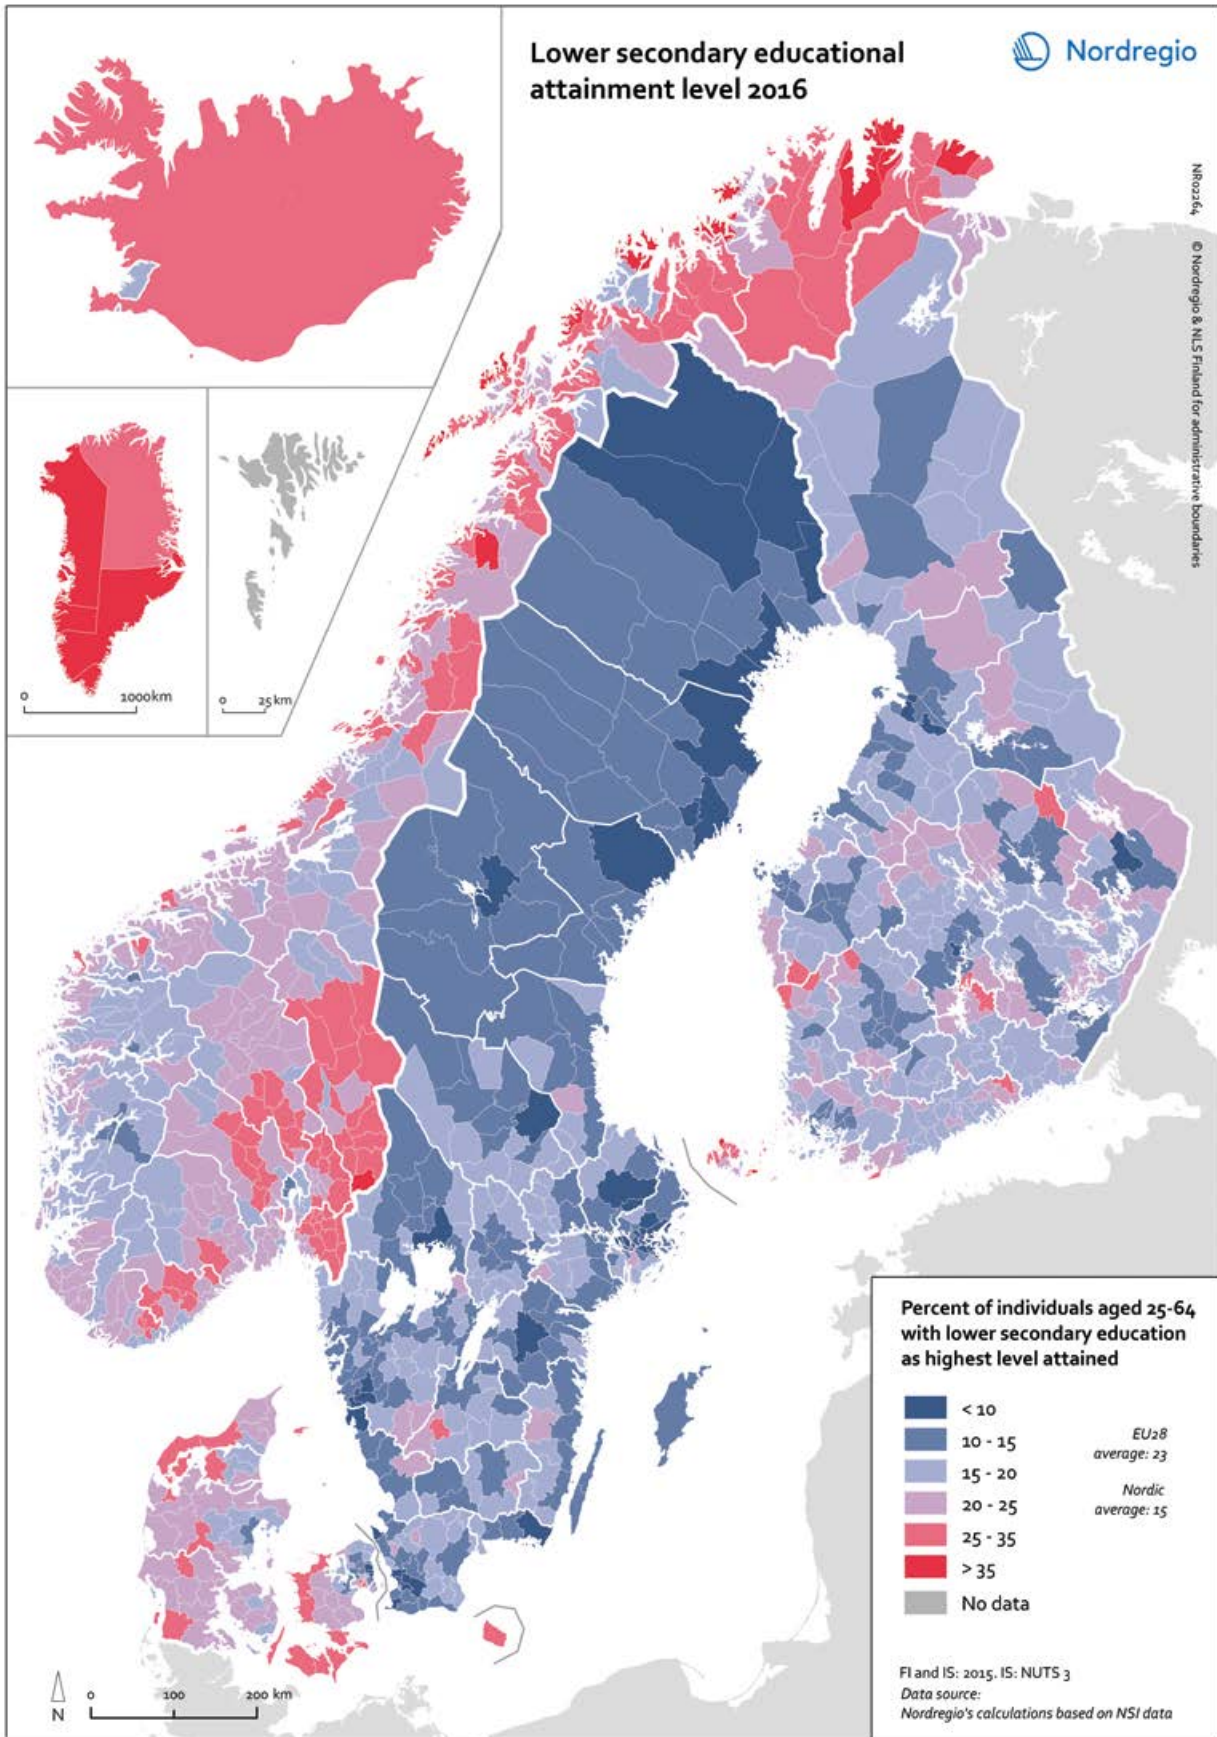 Lower secondary educational
attainment level 2016
Nordregio
NR02264 © Nordregio & NLS Finland for administrative boundaries
0 1000km
0 25 km
Percent of individuals aged 25-64
with lower secondary education
as highest level attained
< 10
10 - 15
15 - 20
20 - 25
25 - 35
> 35
No data
EU28
average: 23
Nordic
average: 15
FI and IS: 2015. IS: NUTS 3
Data source:
Nordregio's calculations based on NSI data
N
0 100 200 km